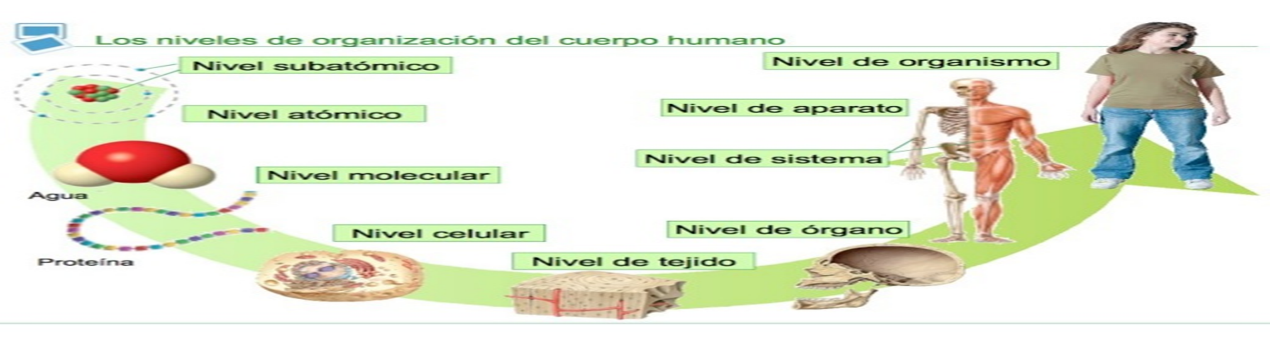 Los niveles de organización del cuerpo humano
Nivel subatómico
Nivel atómico
Nivel molecular
Agua
Proteína
Nivel celular
Nivel de tejido
Nivel de órgano
Nivel de sistema
Nivel de aparato
Nivel de organismo